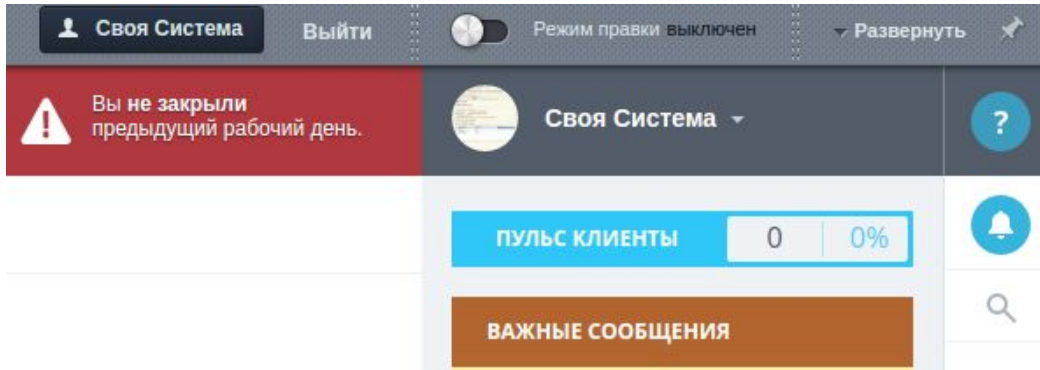 Своя Система Выйти Режим правки выключен Развернуть
Вы не закрыли
предыдущий рабочий день.
Своя Система
?
ПУЛЬС КЛИЕНТЫ 0 0%
ВАЖНЫЕ СООБЩЕНИЯ